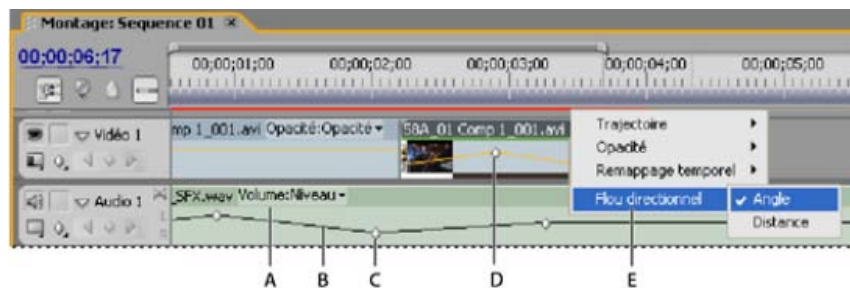 Montage: Sequence 01
00;00;06;17
00;00;01;00 00;00;02;00 00;00;03;00 00;00;04;00 00;00;05;00
Vidéo 1
mp 1_001.avi Opacité:Opacité
58A_01 Comp 1_001.avi
Trajectoire
Opacité
Remappage temporel
Flou directionnel
Angle
Distance
Audio 1
_SFX.wav Volume:Niveau
L
R
A B C D E